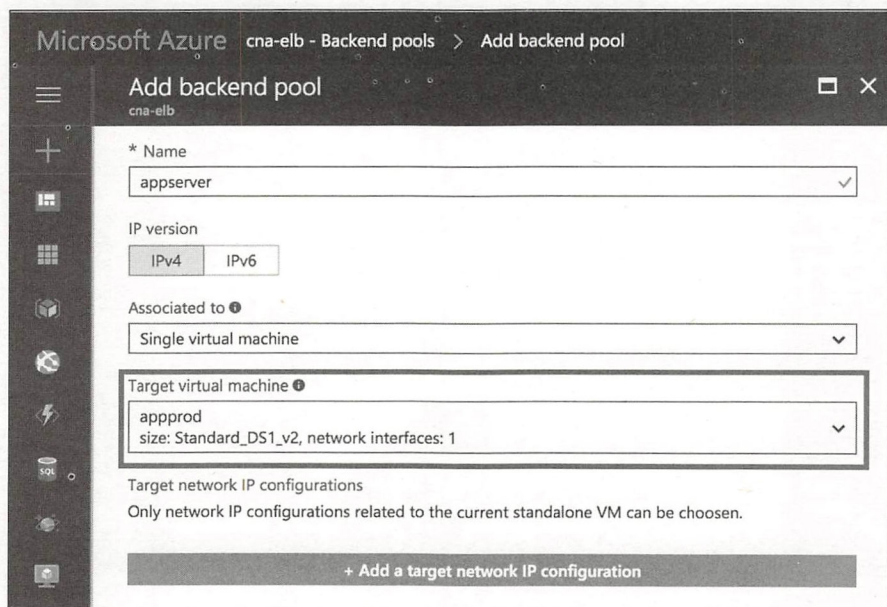 Microsoft Azure cna-elb - Backend pools > Add backend pool
Add backend pool
cna-elb
* Name
appserver
IP version
IPv4 IPv6
Associated to
Single virtual machine
Target virtual machine
appprod
size: Standard_DS1_v2, network interfaces: 1
Target network IP configurations
Only network IP configurations related to the current standalone VM can be choosen.
+ Add a target network IP configuration
SQL